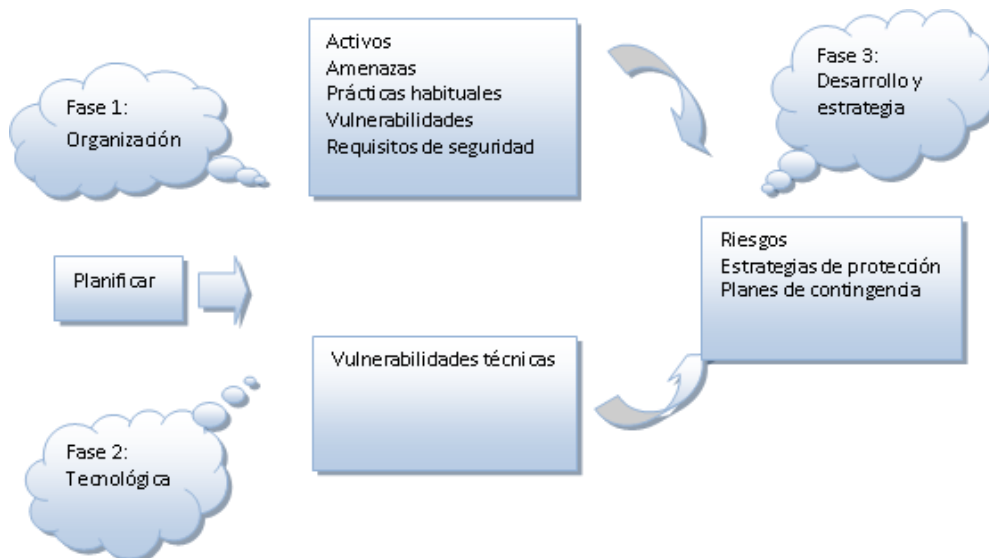 Fase 1:
Organización
Activos
Amenazas
Prácticas habituales
Vulnerabilidades
Requisitos de seguridad
Fase 3:
Desarrollo y
estrategia
Planificar
Riesgos
Estrategias de protección
Planes de contingencia
Vulnerabilidades técnicas
Fase 2:
Tecnológica